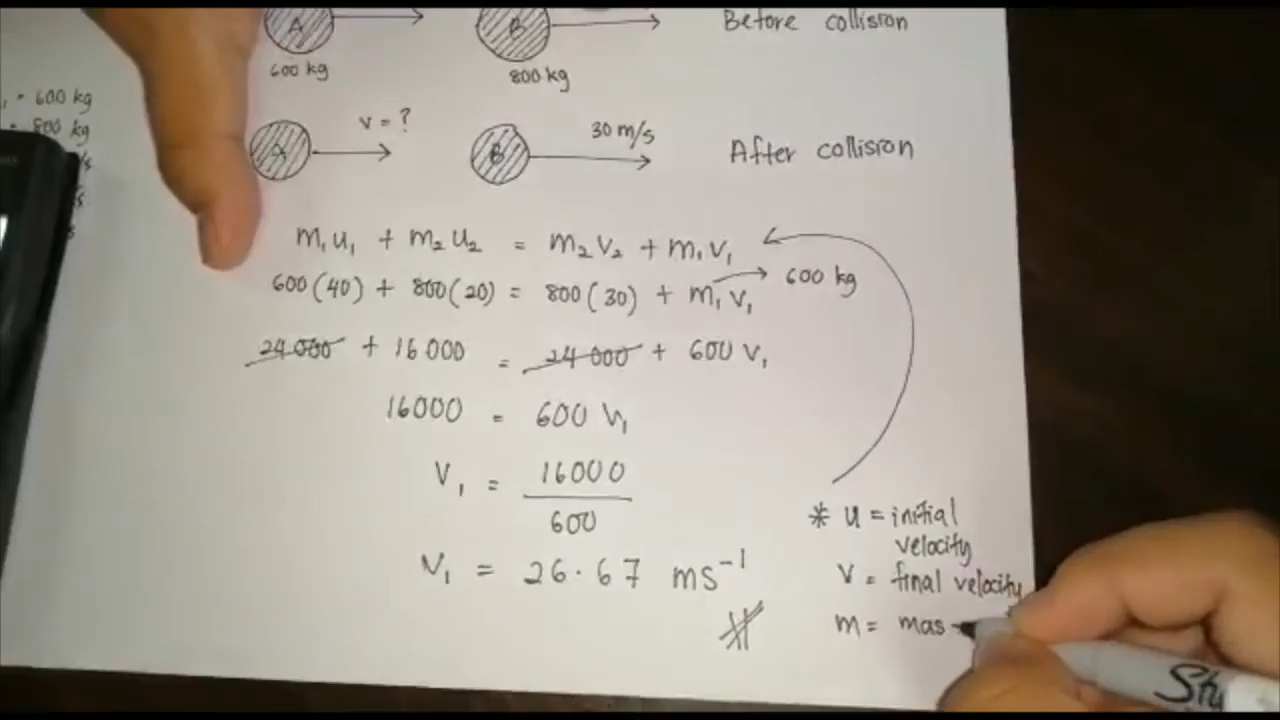 A B Before collision
600 kg 800 kg
= 600 kg
= 800 kg
A v = ? B 30 m/s After collision
m₁u₁ + m₂u₂ = m₂v₂ + m₁v₁
600(40) + 800(20) = 800(30) + m₁v₁ → 600 kg
24 000 + 16 000 = 24 000 + 600 v₁
16000 = 600 v₁
v₁ = 16000
600
v₁ = 26.67 ms⁻¹
* u = initial
velocity
v = final velocity
m = mas